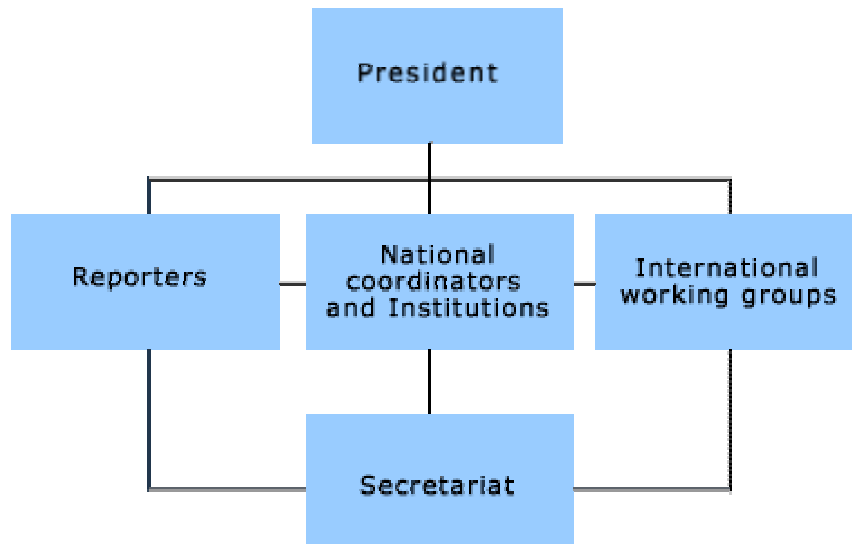 President
Reporters
National
coordinators
and Institutions
International
working groups
Secretariat